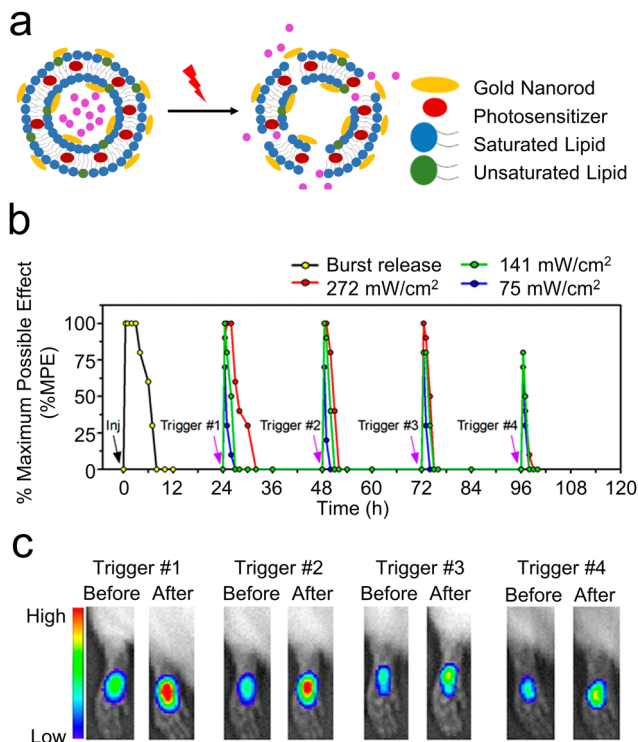 a
Gold Nanorod
Photosensitizer
Saturated Lipid
Unsaturated Lipid
b
Burst release
141 mW/cm²
272 mW/cm²
75 mW/cm²
% Maximum Possible Effect
(%MPE)
100
75
50
25
0
Inj
Trigger #1
Trigger #2
Trigger #3
Trigger #4
0 12 24 36 48 60 72 84 96 108 120
Time (h)
c
Trigger #1 Trigger #2 Trigger #3 Trigger #4
Before After Before After Before After Before After
High
Low